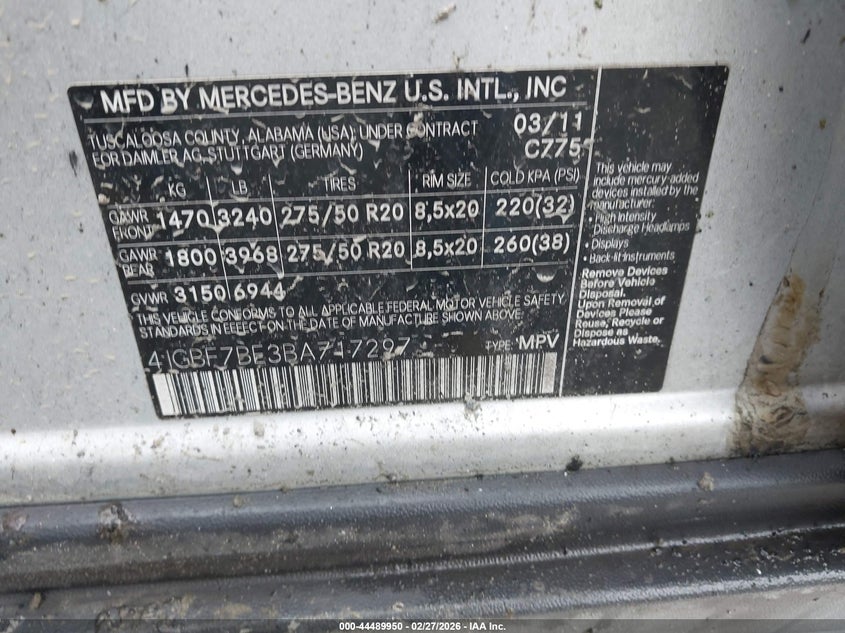 MFD BY MERCEDES-BENZ U.S. INTL., INC
TUSCALOOSA COUNTY, ALABAMA (USA), UNDER CONTRACT
FOR DAIMLER AG, STUTTGART (GERMANY)
03/11
C775
KG LB TIRES RIM SIZE COLD KPA (PSI)
GAWR FRONT 1470 3240 275/50 R20 8,5x20 220(32)
GAWR REAR 1800 3968 275/50 R20 8,5x20 260(38)
GVWR 3150 6944
THIS VEHICLE CONFORMS TO ALL APPLICABLE FEDERAL MOTOR VEHICLE SAFETY
STANDARDS IN EFFECT ON THE DATE OF MANUFACTURE SHOWN ABOVE.
TYPE: MPV
This vehicle may
include mercury-added
devices installed by the
manufacturer:
• High Intensity
Discharge Headlamps
• Displays
• Back-lit Instruments
Remove Devices
Before Vehicle
Disposal.
Upon Removal of
Devices Please
Reuse, Recycle or
Dispose as
Hazardous Waste.
000-44489950 - 02/27/2026 - IAA Inc.